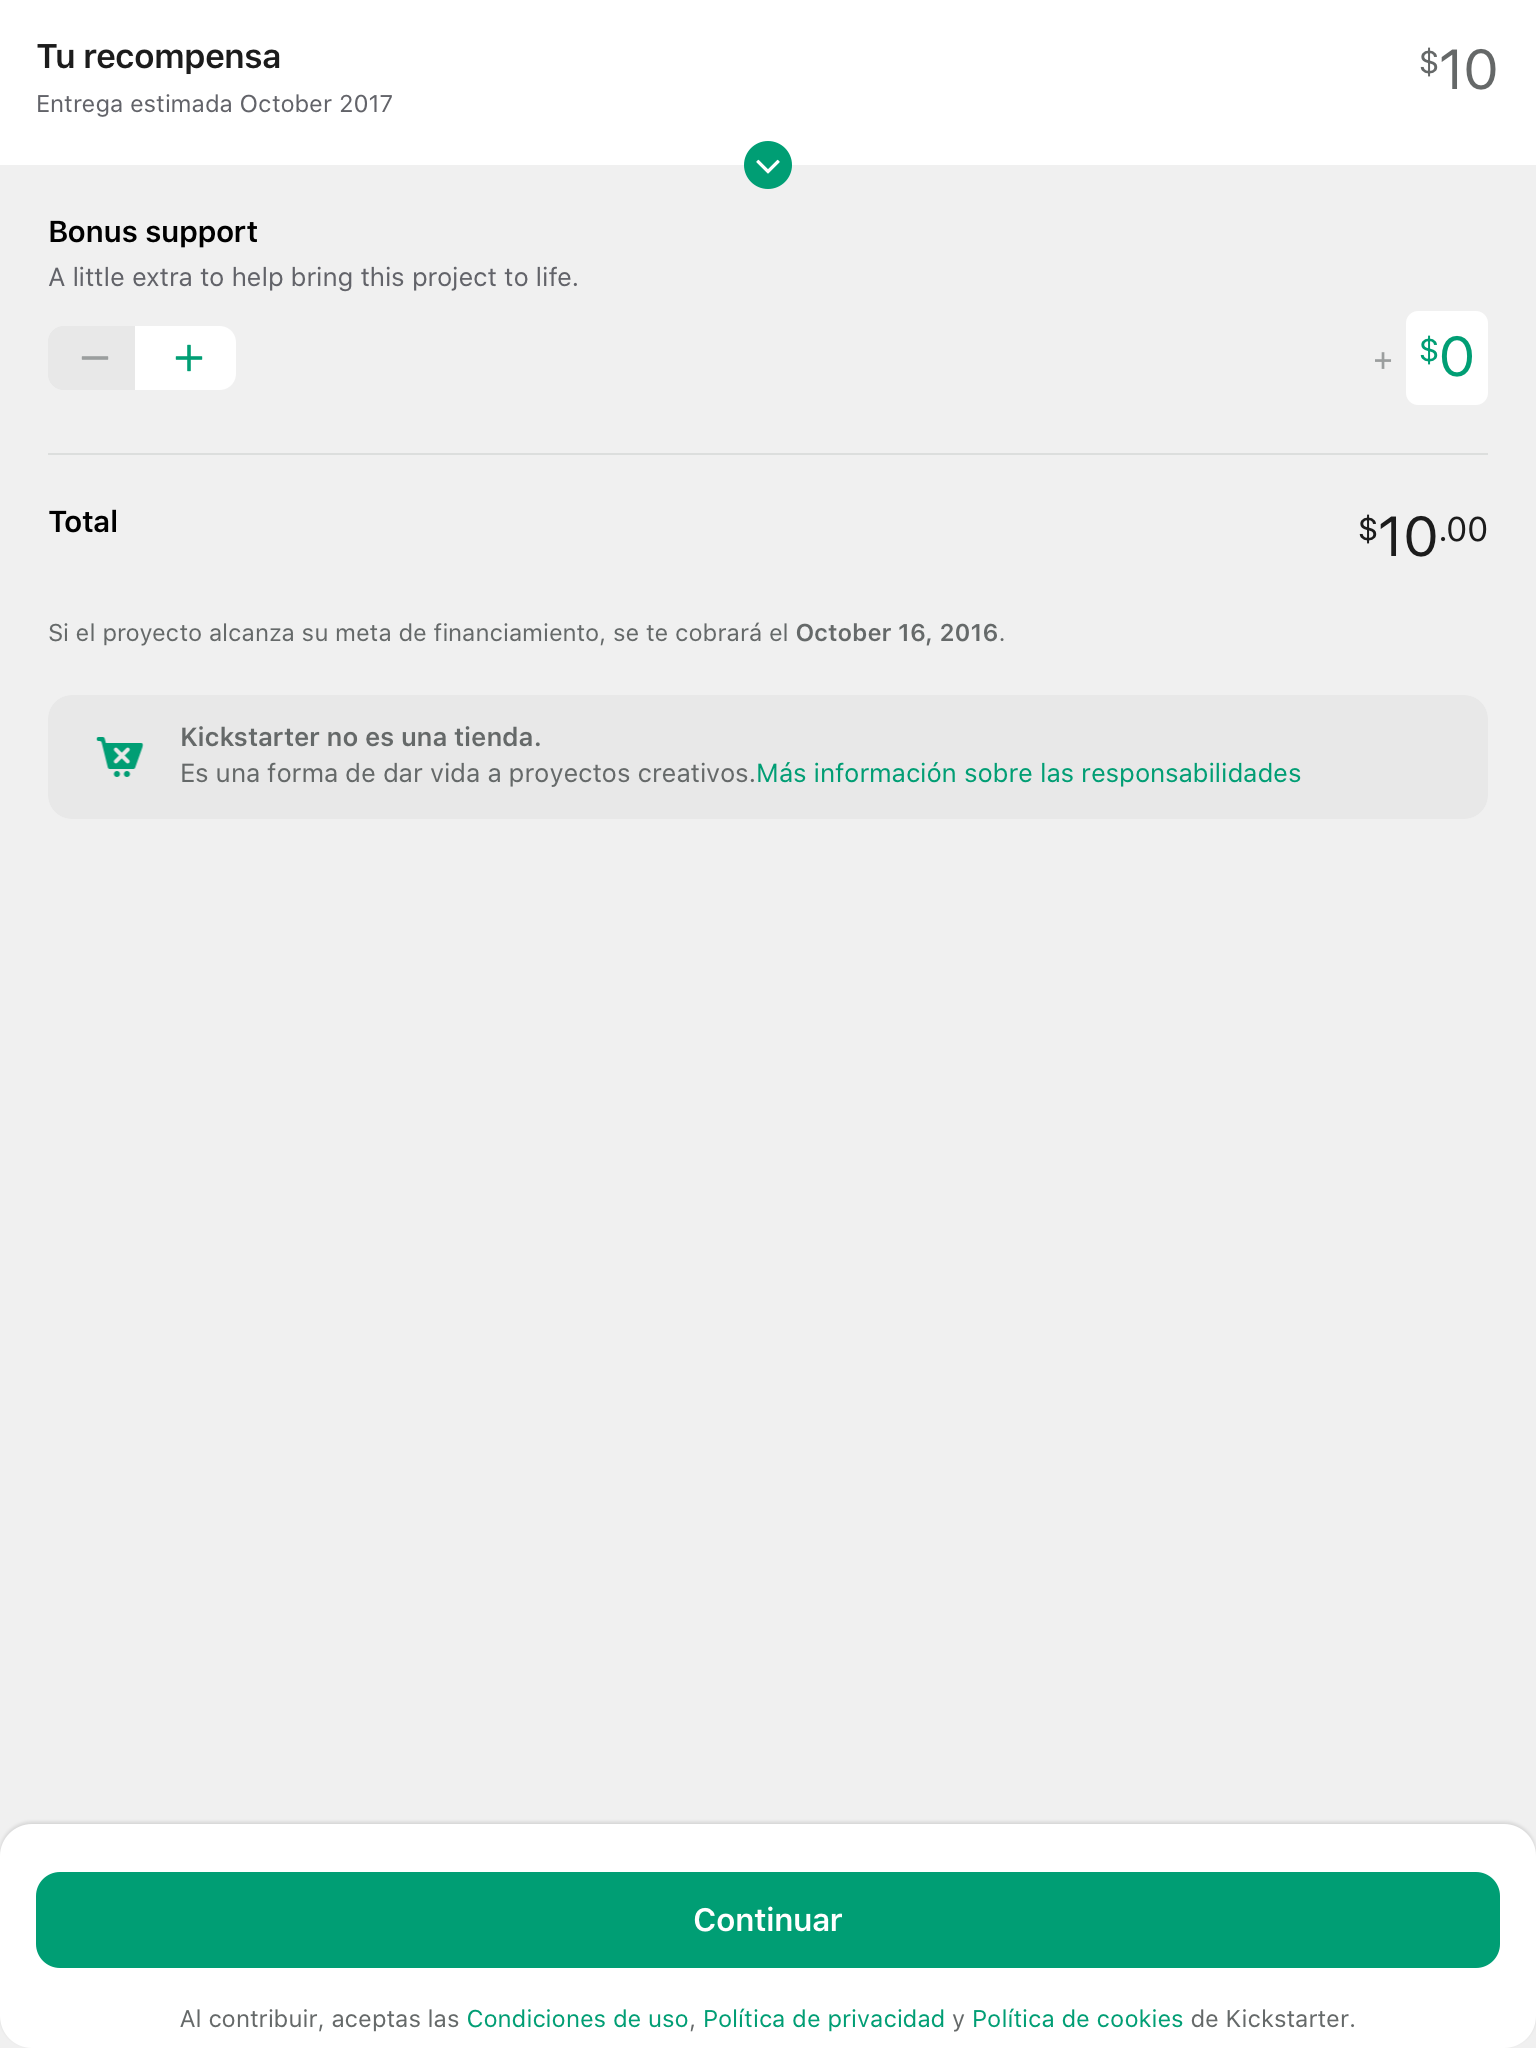 Tu recompensa
$10
Entrega estimada October 2017
Bonus support
A little extra to help bring this project to life.
+ $0
Total
$10.00
Si el proyecto alcanza su meta de financiamiento, se te cobrará el October 16, 2016.
Kickstarter no es una tienda.
Es una forma de dar vida a proyectos creativos.Más información sobre las responsabilidades
Continuar
Al contribuir, aceptas las Condiciones de uso, Política de privacidad y Política de cookies de Kickstarter.